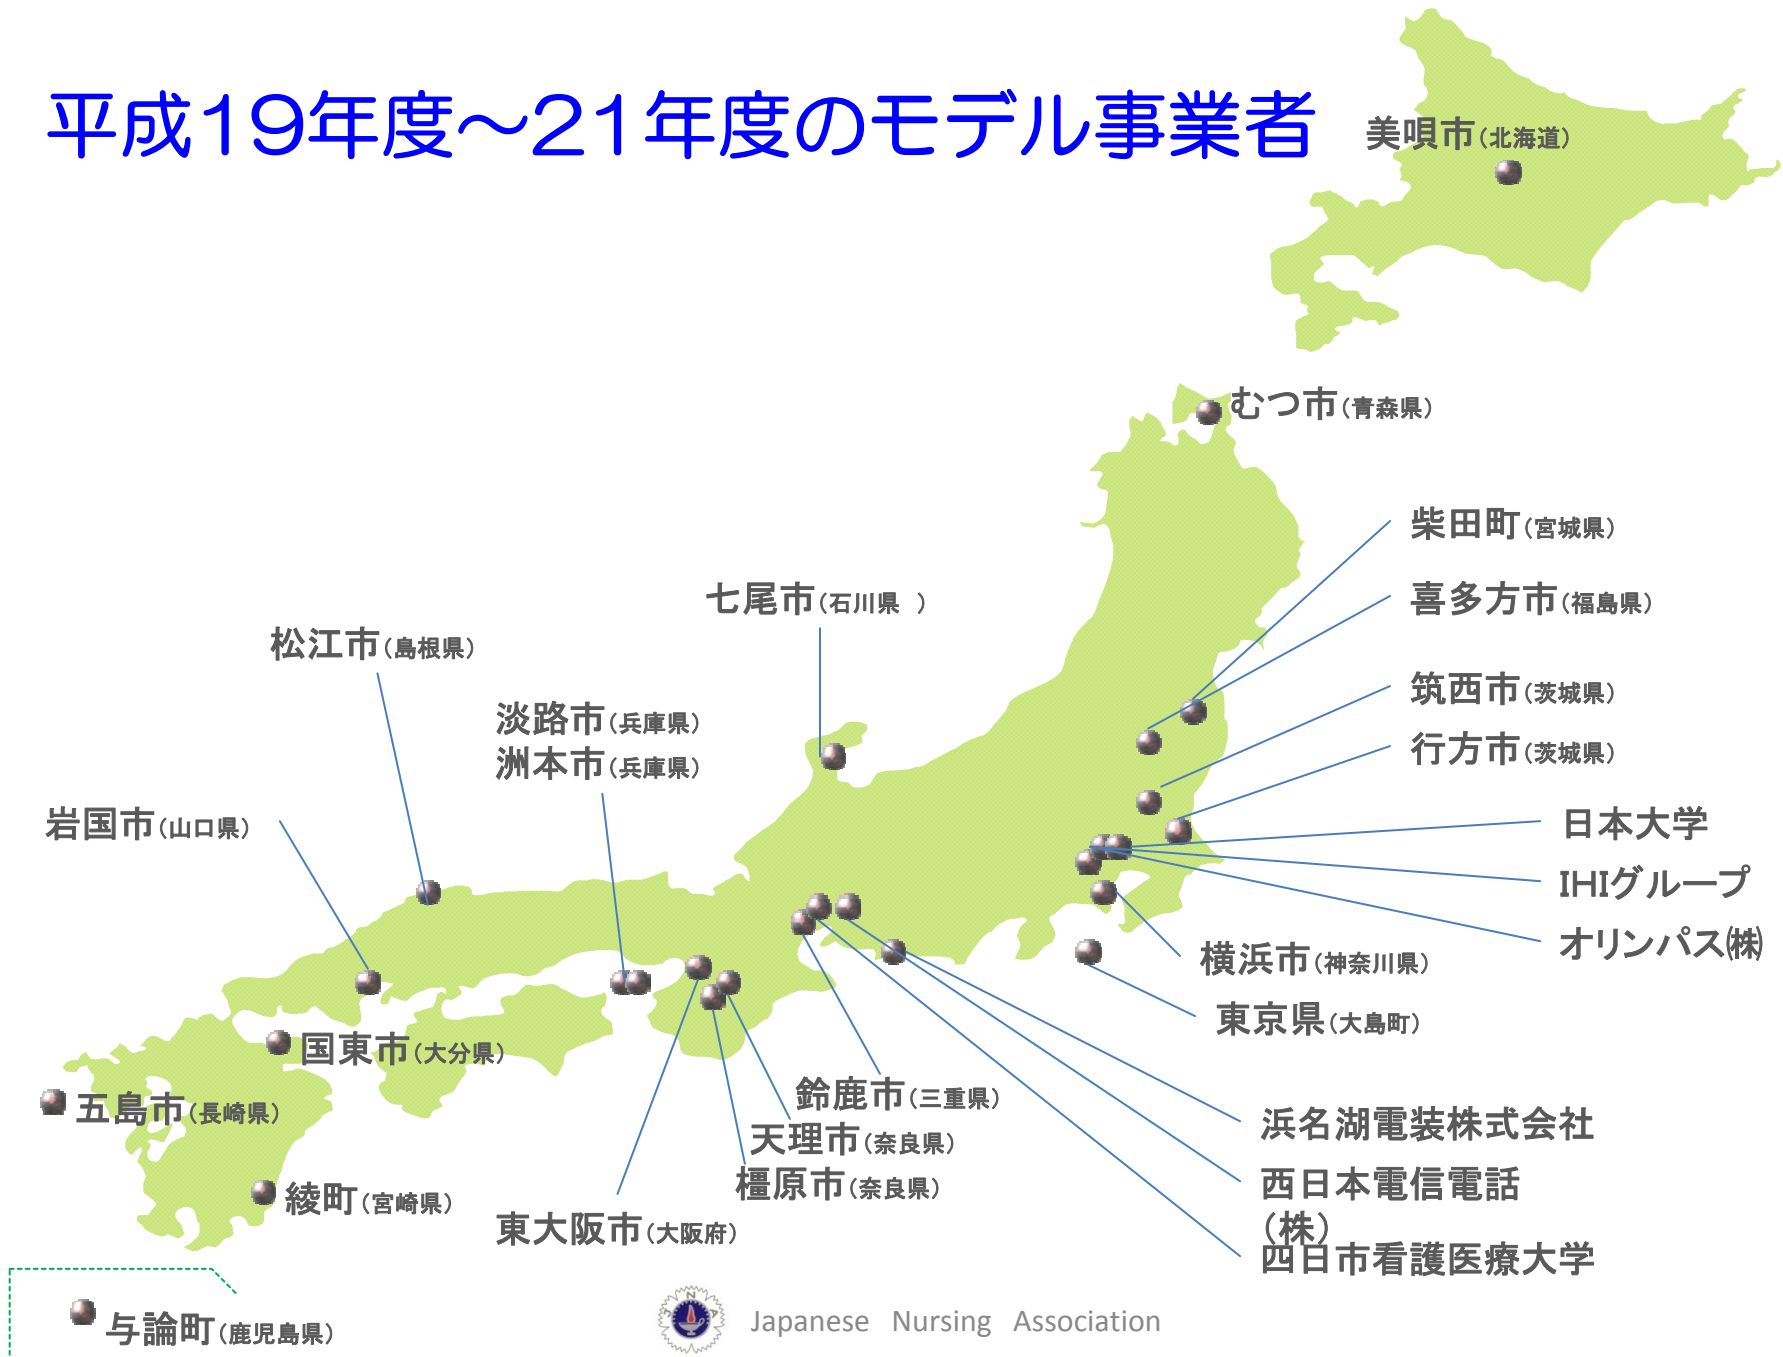 平成19年度～21年度のモデル事業者
美唄市(北海道)
むつ市(青森県)
柴田町(宮城県)
喜多方市(福島県)
七尾市(石川県　)
松江市(島根県)
筑西市(茨城県)
淡路市(兵庫県)
洲本市(兵庫県)
行方市(茨城県)
岩国市(山口県)
日本大学
IHIグループ
オリンパス㈱
横浜市(神奈川県)
東京県(大島町)
国東市(大分県)
五島市(長崎県)
鈴鹿市(三重県)
天理市(奈良県)
橿原市(奈良県)
浜名湖電装株式会社
西日本電信電話
(株)
綾町(宮崎県)
東大阪市(大阪府)
四日市看護医療大学
与論町(鹿児島県)
JNA
Japanese Nursing Association